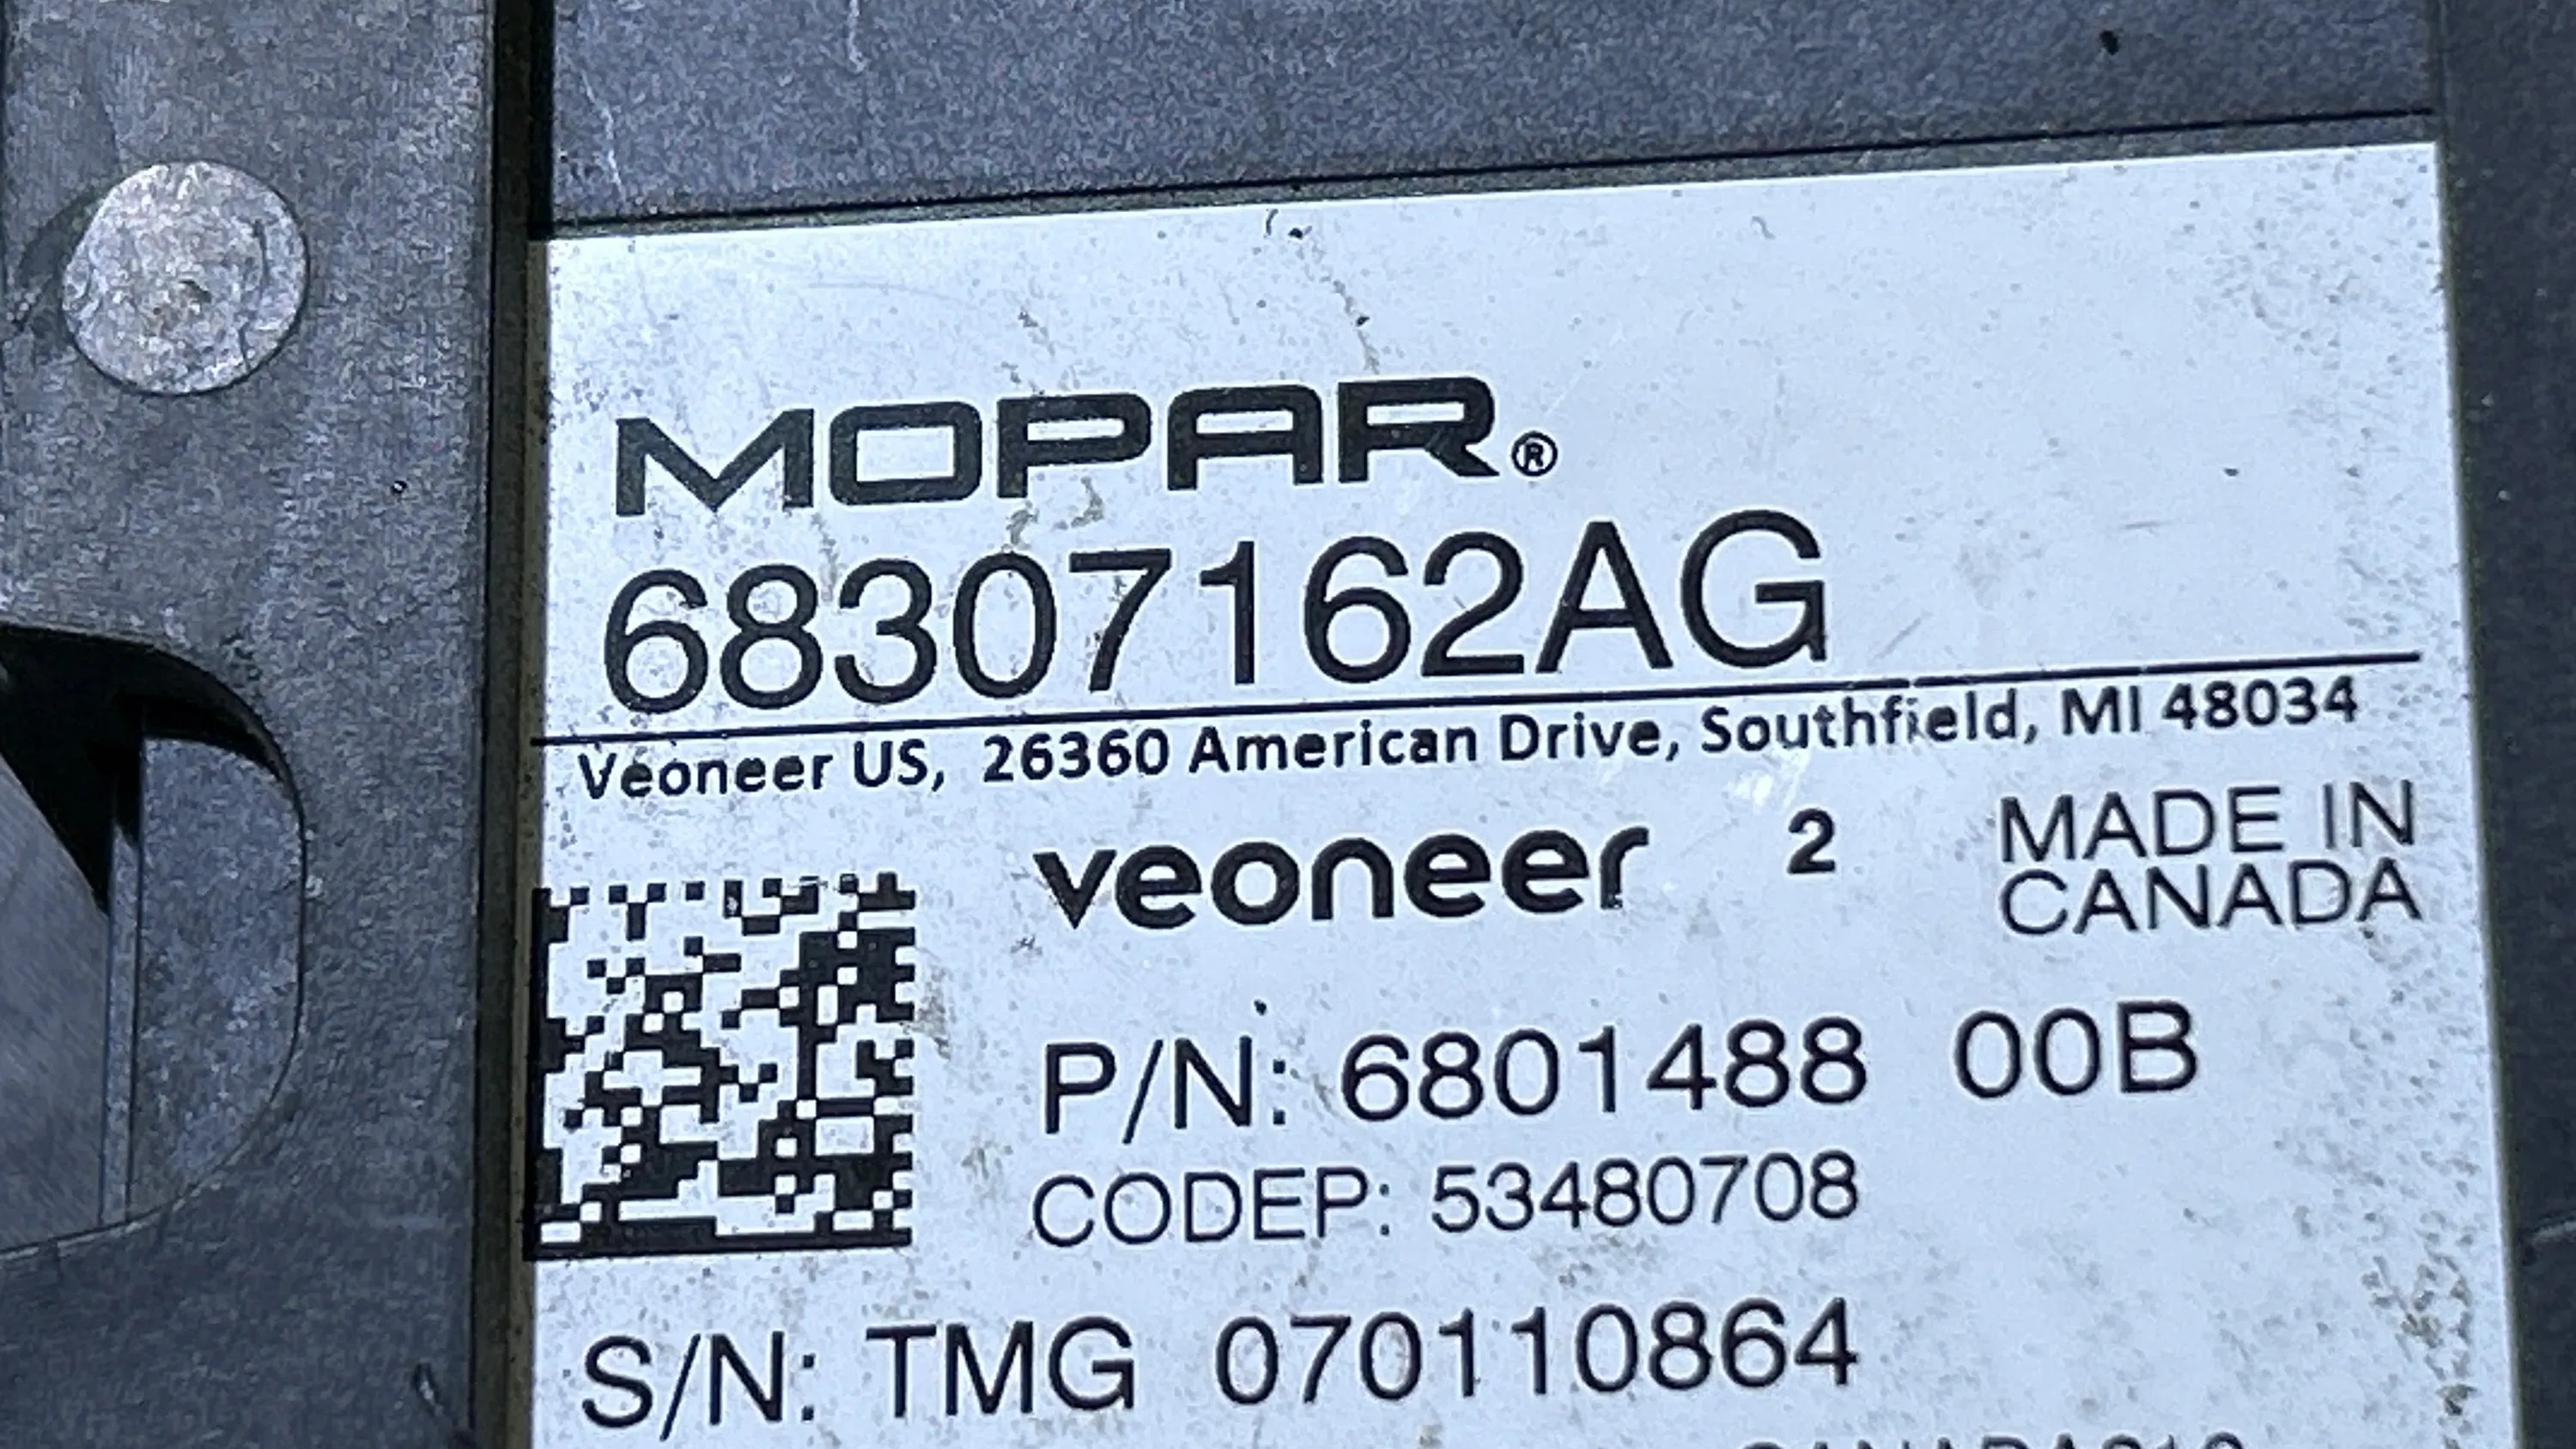 MOPAR®
68307162AG
Veoneer US, 26360 American Drive, Southfield, MI 48034
veoneer 2 MADE IN
CANADA
P/N: 6801488 00B
CODEP: 53480708
S/N: TMG 070110864